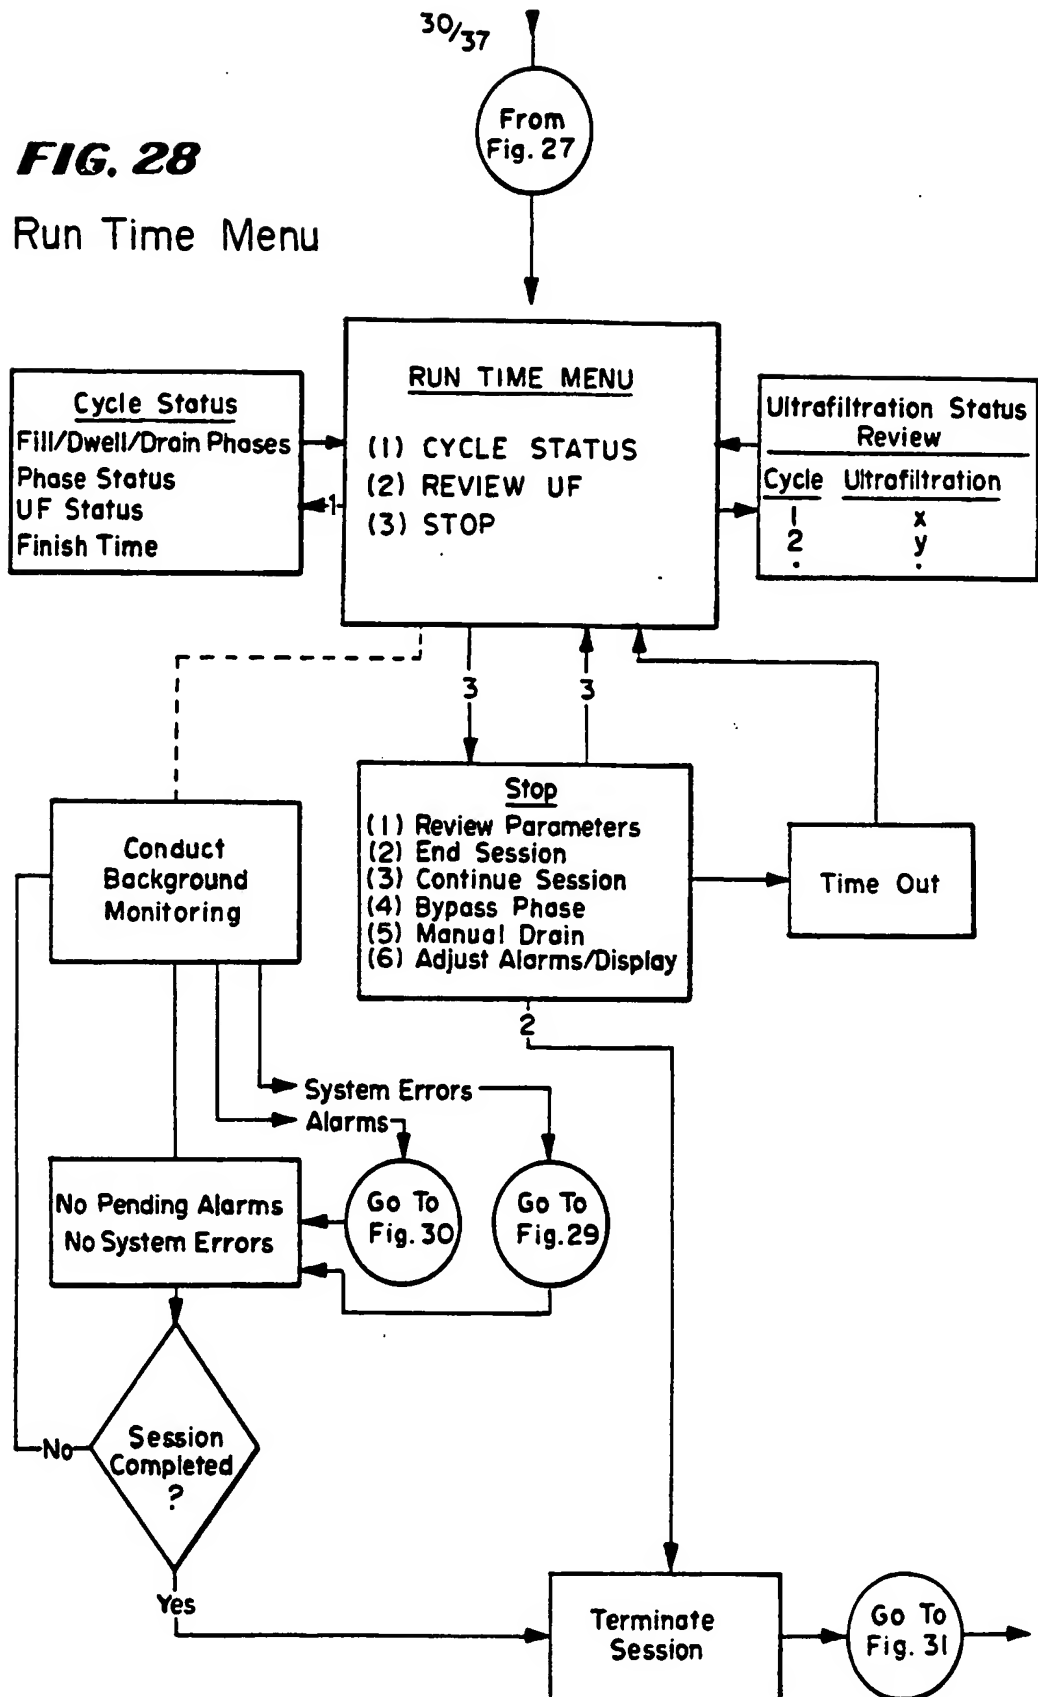 30/37
From
Fig. 27
FIG. 28
Run Time Menu
RUN TIME MENU
(1) CYCLE STATUS
(2) REVIEW UF
(3) STOP
Cycle Status
Fill/Dwell/Drain Phases
Phase Status
UF Status
Finish Time
1
Ultrafiltration Status
Review
Cycle Ultrafiltration
1 x
2 y
. .
3
3
Stop
(1) Review Parameters
(2) End Session
(3) Continue Session
(4) Bypass Phase
(5) Manual Drain
(6) Adjust Alarms/Display
Time Out
Conduct
Background
Monitoring
2
System Errors
Alarms
No Pending Alarms
No System Errors
Go To
Fig. 30
Go To
Fig. 29
Session
Completed
?
No
Yes
Terminate
Session
Go To
Fig. 31